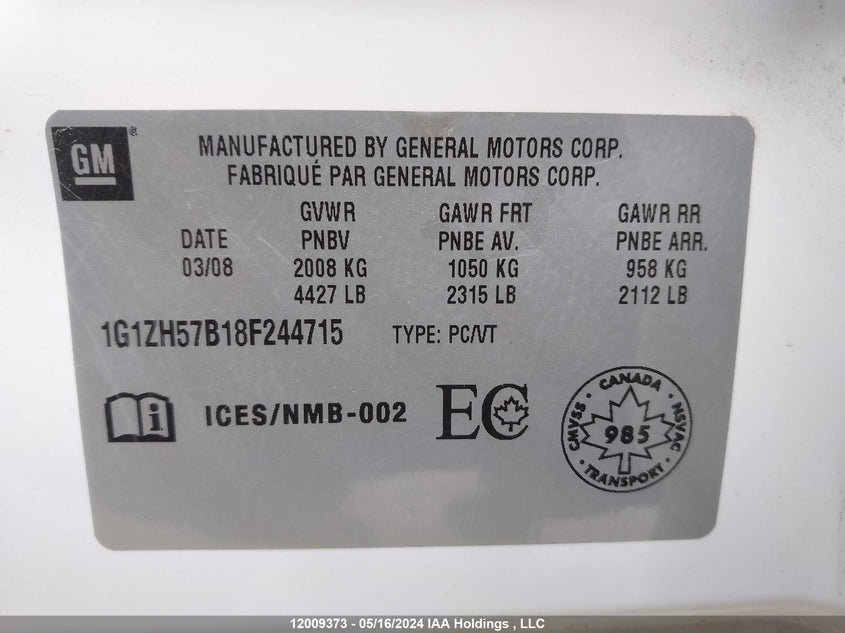 GM
MANUFACTURED BY GENERAL MOTORS CORP.
FABRIQUÉ PAR GENERAL MOTORS CORP.
GVWR GAWR FRT GAWR RR
DATE PNBV PNBE AV. PNBE ARR.
03/08 2008 KG 1050 KG 958 KG
4427 LB 2315 LB 2112 LB
1G1ZH57B18F244715 TYPE: PC/VT
i ICES/NMB-002 EC
CMVSS • CANADA • NSVAC • TRANSPORT •
985
12009373 - 05/16/2024 IAA Holdings , LLC